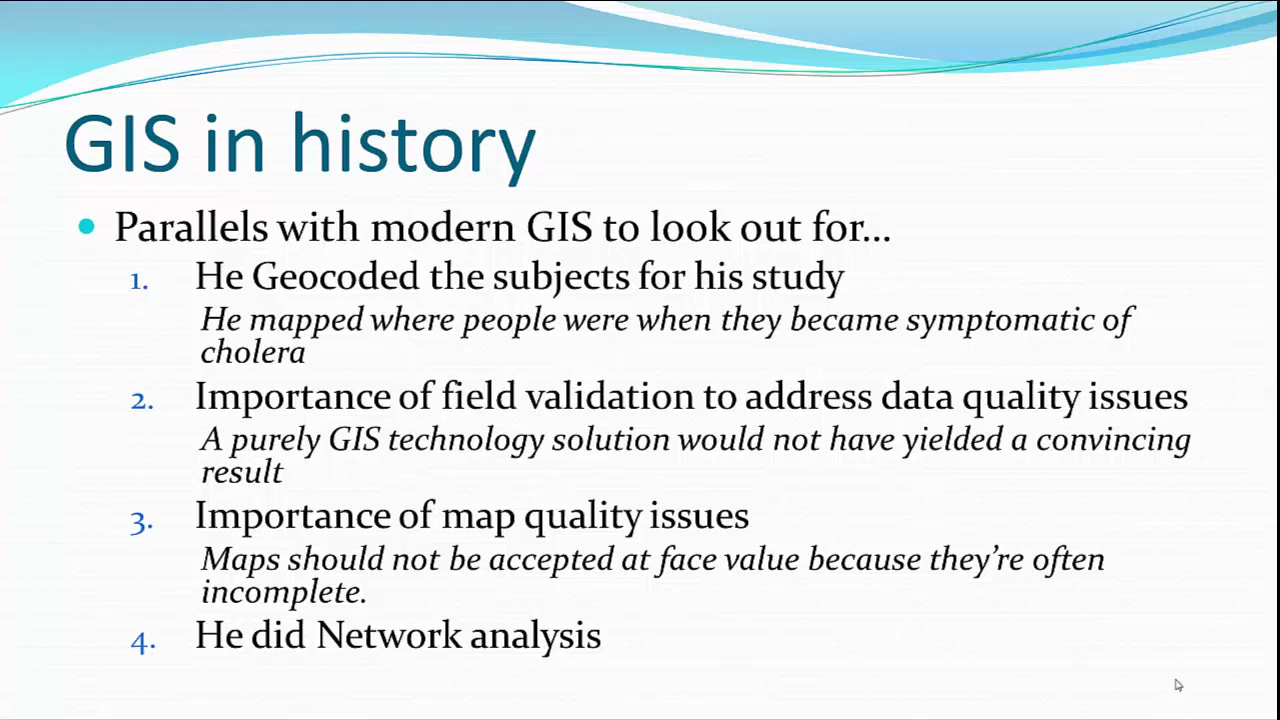 GIS in history
Parallels with modern GIS to look out for...
1. He Geocoded the subjects for his study
He mapped where people were when they became symptomatic of
cholera
2. Importance of field validation to address data quality issues
A purely GIS technology solution would not have yielded a convincing
result
3. Importance of map quality issues
Maps should not be accepted at face value because they’re often
incomplete.
4. He did Network analysis